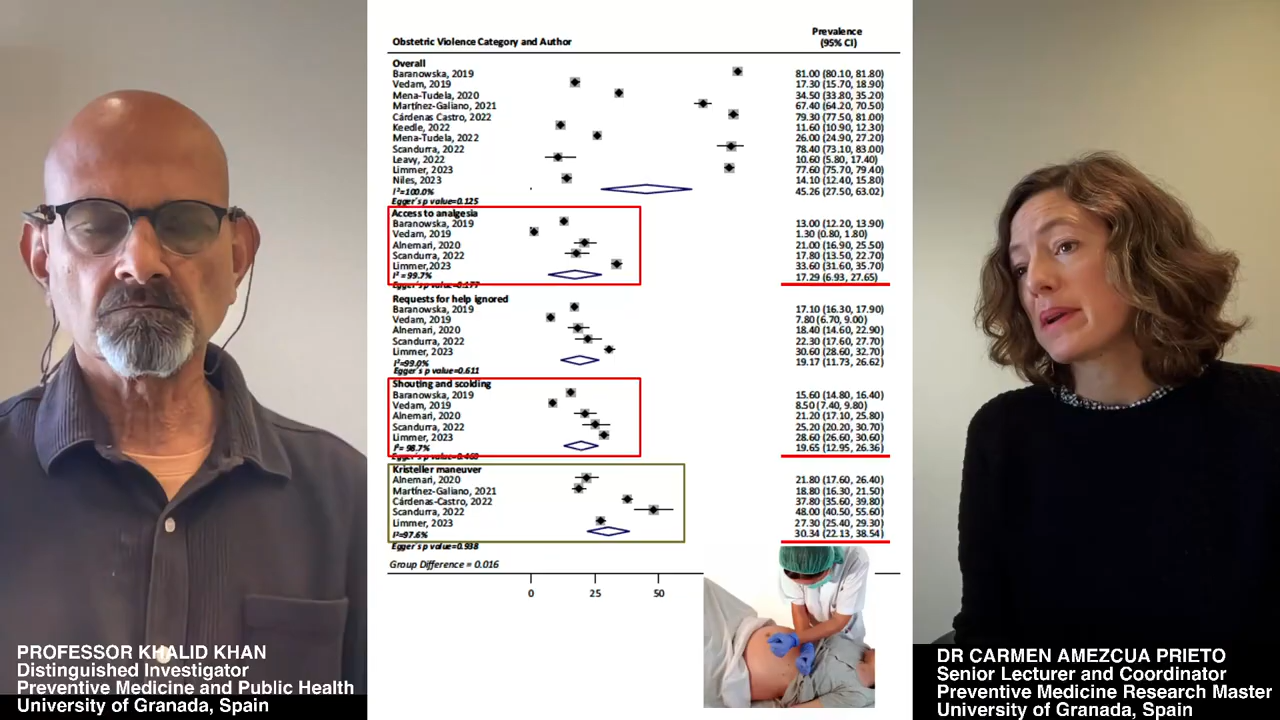 Obstetric Violence Category and Author
Prevalence
(95% CI)
Overall
Baranowska, 2019 81.00 (80.10, 81.80)
Vedam, 2019 17.30 (15.70, 18.90)
Mena-Tudela, 2020 34.50 (33.80, 35.20)
Martínez-Galiano, 2021 67.40 (64.20, 70.50)
Cárdenas Castro, 2022 79.30 (77.50, 81.00)
Keedle, 2022 11.60 (10.90, 12.30)
Mena-Tudela, 2022 26.00 (24.90, 27.20)
Scandurra, 2022 78.40 (73.10, 83.00)
Leavy, 2022 10.60 (5.80, 17.40)
Limmer, 2023 77.60 (75.70, 79.40)
Niles, 2023 14.10 (12.40, 15.80)
I²=100.0% 45.26 (27.50, 63.02)
Egger's p value=0.125
Access to analgesia
Baranowska, 2019 13.00 (12.20, 13.90)
Vedam, 2019 1.30 (0.80, 1.80)
Alnemari, 2020 21.00 (16.90, 25.50)
Scandurra, 2022 17.80 (13.50, 22.70)
Limmer,2023 33.60 (31.60, 35.70)
I² = 99.7% 17.29 (6.93, 27.65)
Egger's p value=0.177
Requests for help ignored
Baranowska, 2019 17.10 (16.30, 17.90)
Vedam, 2019 7.80 (6.70, 9.00)
Alnemari, 2020 18.40 (14.60, 22.90)
Scandurra, 2022 22.30 (17.60, 27.70)
Limmer, 2023 30.60 (28.60, 32.70)
I²=99.0% 19.17 (11.73, 26.62)
Egger's p value=0.611
Shouting and scolding
Baranowska, 2019 15.60 (14.80, 16.40)
Vedam, 2019 8.50 (7.40, 9.80)
Alnemari, 2020 21.20 (17.10, 25.80)
Scandurra, 2022 25.20 (20.20, 30.70)
Limmer, 2023 28.60 (26.60, 30.60)
I²= 98.7% 19.65 (12.95, 26.36)
Egger's p value=
Kristeller maneuver
Alnemari, 2020 21.80 (17.60, 26.40)
Martínez-Galiano, 2021 18.80 (16.30, 21.50)
Cárdenas-Castro, 2022 37.80 (35.60, 39.80)
Scandurra, 2022 48.00 (40.50, 55.60)
Limmer, 2023 27.30 (25.40, 29.30)
I²=97.6% 30.34 (22.13, 38.54)
Egger's p value=0.938
Group Difference = 0.016
0 25 50
PROFESSOR KHALID KHAN
Distinguished Investigator
Preventive Medicine and Public Health
University of Granada, Spain
DR CARMEN AMEZCUA PRIETO
Senior Lecturer and Coordinator
Preventive Medicine Research Master
University of Granada, Spain